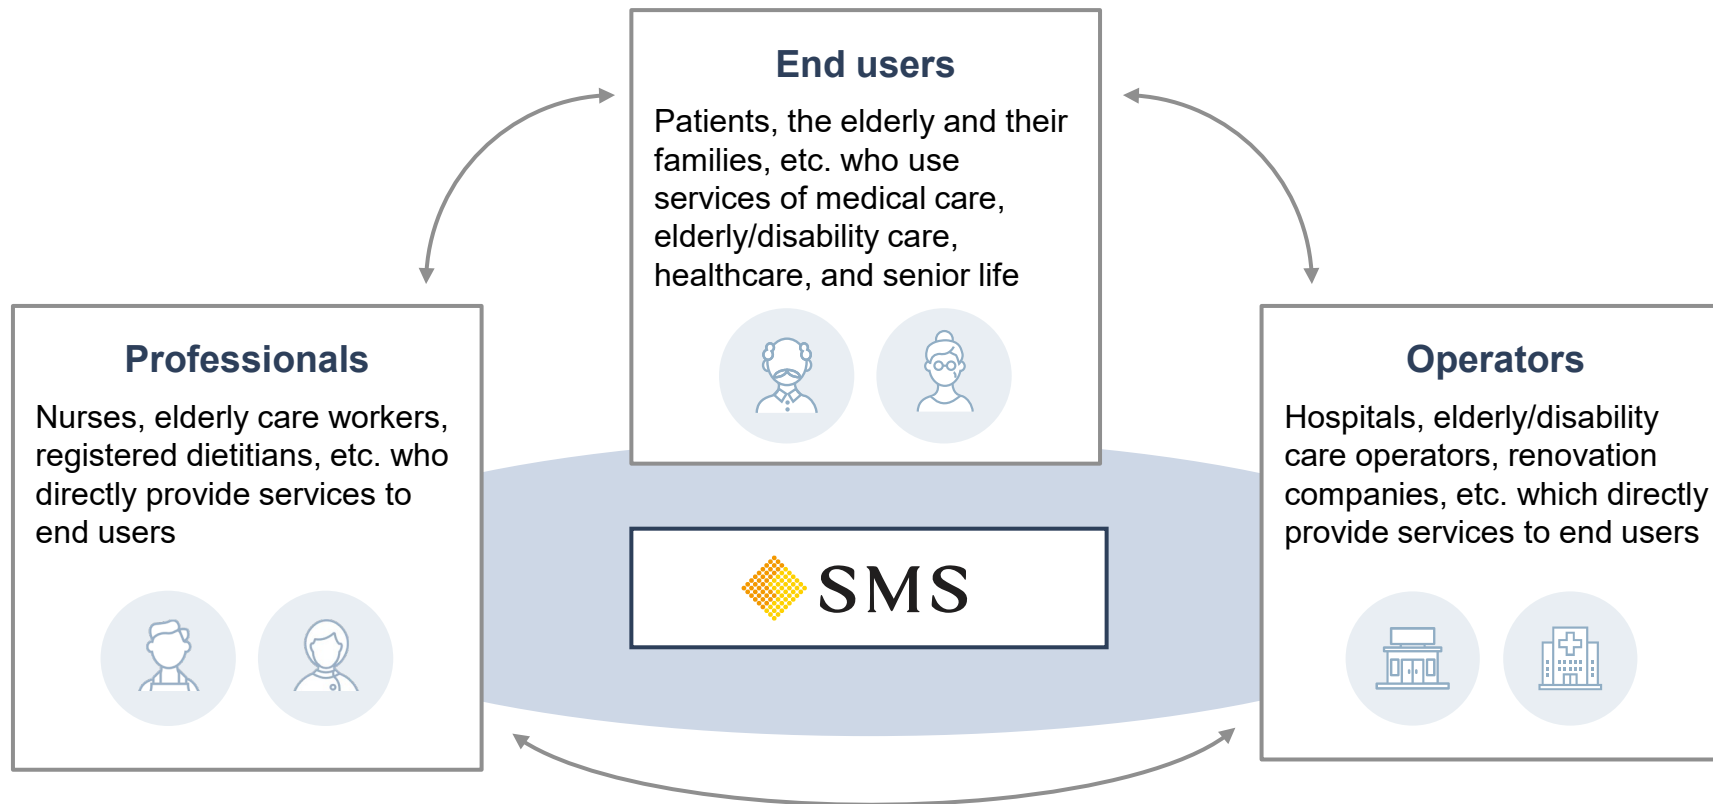 End users
Patients, the elderly and their
families, etc. who use
services of medical care,
elderly/disability care,
healthcare, and senior life
Professionals
Nurses, elderly care workers,
registered dietitians, etc. who
directly provide services to
end users
Operators
Hospitals, elderly/disability
care operators, renovation
companies, etc. which directly
provide services to end users
SMS